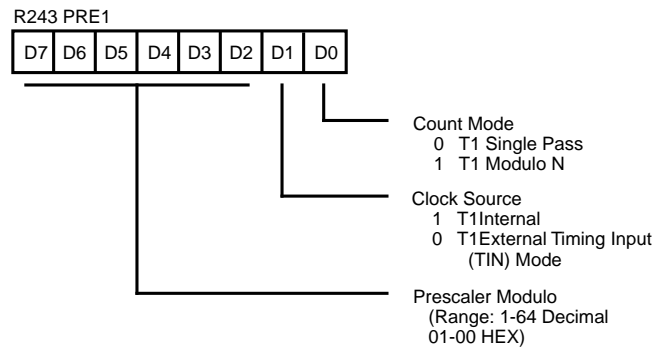 R243 PRE1
D7 D6 D5 D4 D3 D2 D1 D0
Count Mode
0 T1 Single Pass
1 T1 Modulo N
Clock Source
1 T1Internal
0 T1External Timing Input
(TIN) Mode
Prescaler Modulo
(Range: 1-64 Decimal
01-00 HEX)